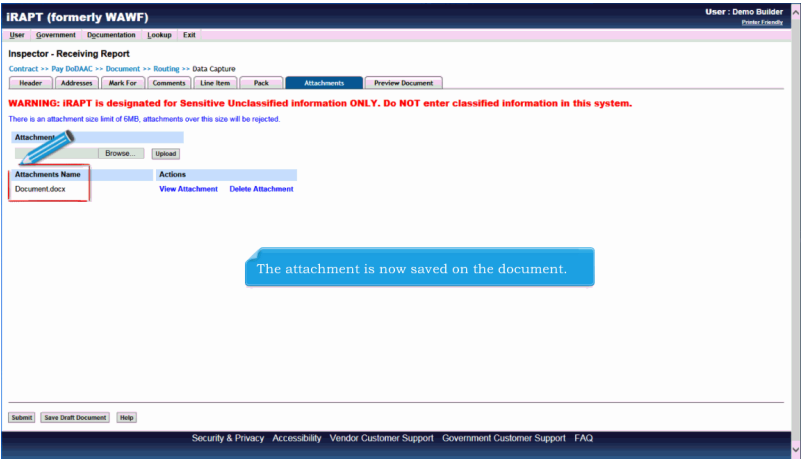 iRAPT (formerly WAWF)
User : Demo Builder
Printer Friendly
User Government Documentation Lookup Exit
Inspector - Receiving Report
Contract >> Pay DoDAAC >> Document >> Routing >> Data Capture
Header Addresses Mark For Comments Line Item Pack Attachments Preview Document
WARNING: iRAPT is designated for Sensitive Unclassified information ONLY. Do NOT enter classified information in this system.
There is an attachment size limit of 6MB, attachments over this size will be rejected.
Attachment
Browse... Upload
Attachments Name Actions
Document.docx View Attachment Delete Attachment
The attachment is now saved on the document.
Submit Save Draft Document Help
Security & Privacy Accessibility Vendor Customer Support Government Customer Support FAQ